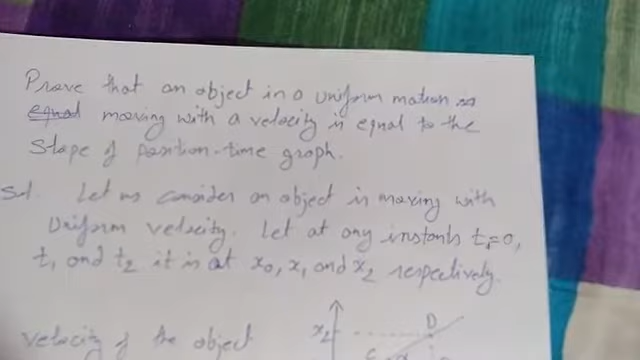 Prove that an object in a uniform motion is
equal moving with a velocity is equal to the
slope of position-time graph.
Sol. Let us consider an object is moving with
uniform velocity. Let at any instants t₀=0,
t₁ and t₂ it is at x₀, x₁ and x₂ respectively.
velocity of the object
x₂ D
C